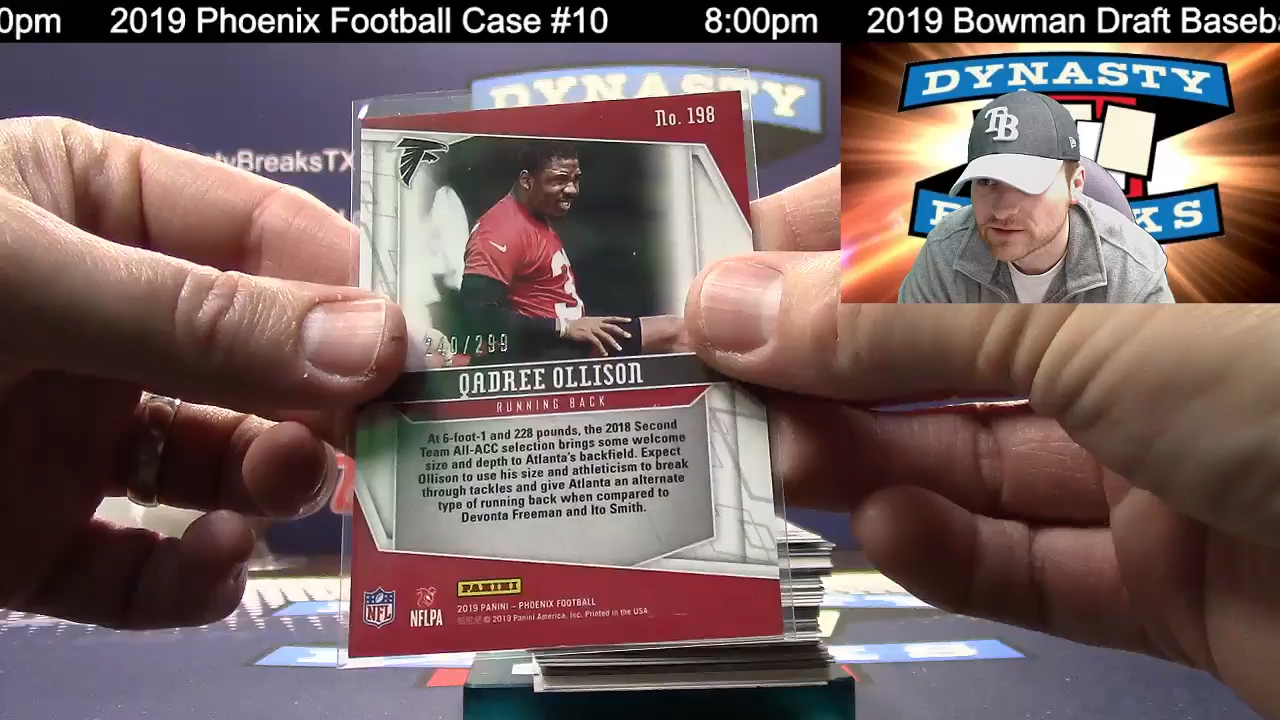 0pm 2019 Phoenix Football Case #10 8:00pm 2019 Bowman Draft Baseba
DYNASTY
DYNASTY
TB
KS
ptyBreaksTX
No. 198
240/299
QADREE OLLISON
RUNNING BACK
At 6-foot-1 and 228 pounds, the 2018 Second
Team All-ACC selection brings some welcome
size and depth to Atlanta's backfield. Expect
Ollison to use his size and athleticism to break
through tackles and give Atlanta an alternate
type of running back when compared to
Devonta Freeman and Ito Smith.
PANINI
NFL
NFLPA
2019 PANINI – PHOENIX FOOTBALL
© 2019 Panini America, Inc. Printed in the USA.